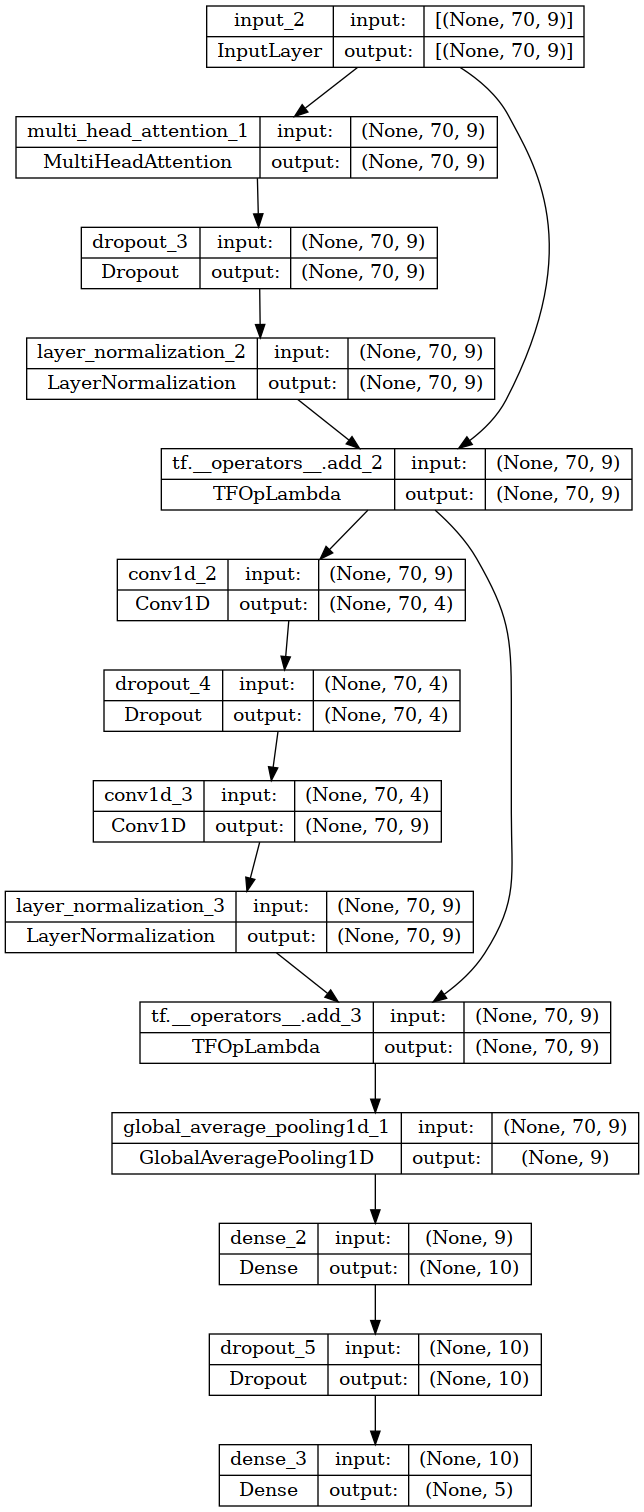 input_2 input: [(None, 70, 9)]
InputLayer output: [(None, 70, 9)]
multi_head_attention_1 input: (None, 70, 9)
MultiHeadAttention output: (None, 70, 9)
dropout_3 input: (None, 70, 9)
Dropout output: (None, 70, 9)
layer_normalization_2 input: (None, 70, 9)
LayerNormalization output: (None, 70, 9)
tf.__operators__.add_2 input: (None, 70, 9)
TFOpLambda output: (None, 70, 9)
conv1d_2 input: (None, 70, 9)
Conv1D output: (None, 70, 4)
dropout_4 input: (None, 70, 4)
Dropout output: (None, 70, 4)
conv1d_3 input: (None, 70, 4)
Conv1D output: (None, 70, 9)
layer_normalization_3 input: (None, 70, 9)
LayerNormalization output: (None, 70, 9)
tf.__operators__.add_3 input: (None, 70, 9)
TFOpLambda output: (None, 70, 9)
global_average_pooling1d_1 input: (None, 70, 9)
GlobalAveragePooling1D output: (None, 9)
dense_2 input: (None, 9)
Dense output: (None, 10)
dropout_5 input: (None, 10)
Dropout output: (None, 10)
dense_3 input: (None, 10)
Dense output: (None, 5)